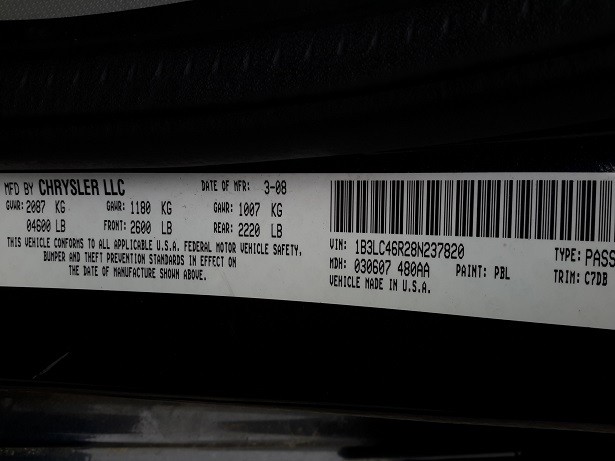 MFD BY CHRYSLER LLC DATE OF MFR: 3-08
GVWR: 2087 KG GAWR: 1180 KG GAWR: 1007 KG
04600 LB FRONT: 2600 LB REAR: 2220 LB
THIS VEHICLE CONFORMS TO ALL APPLICABLE U.S.A. FEDERAL MOTOR VEHICLE SAFETY,
BUMPER AND THEFT PREVENTION STANDARDS IN EFFECT ON
THE DATE OF MANUFACTURE SHOWN ABOVE.
VIN: 1B3LC46R28N237820 TYPE: PASS
MDH: 030607 480AA PAINT: PBL TRIM: C7DB
VEHICLE MADE IN U.S.A.